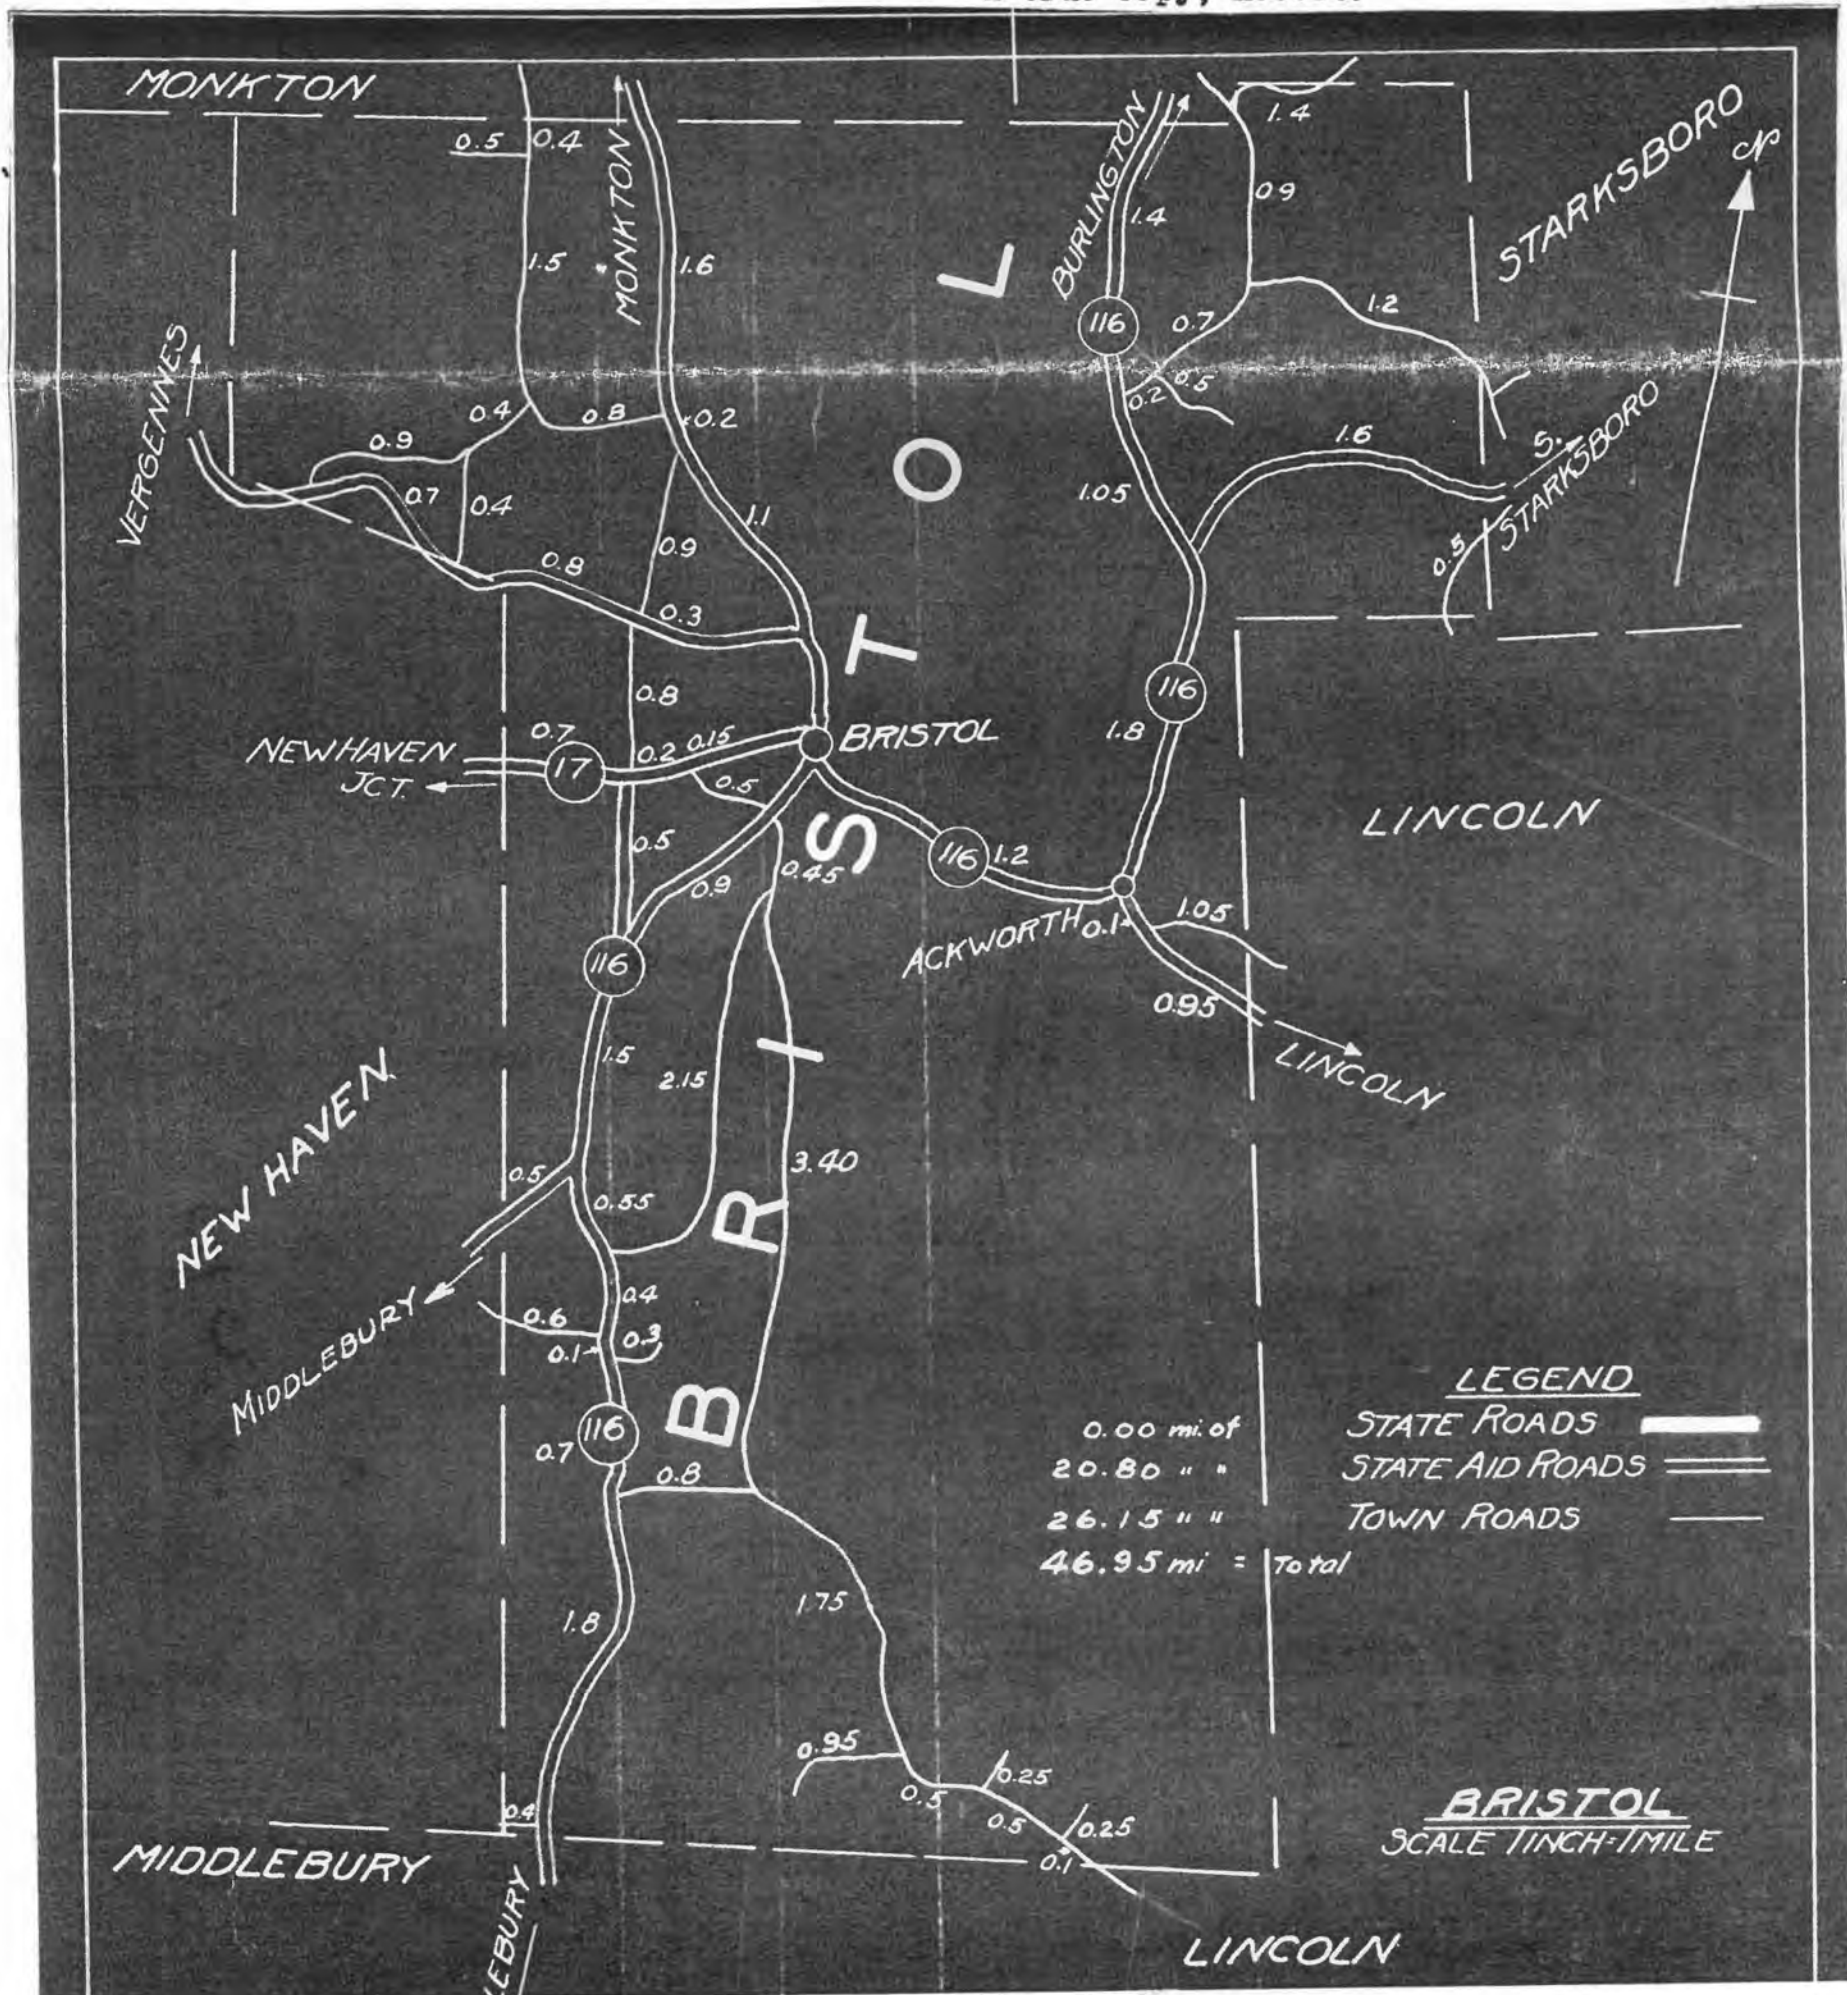 MONKTON
0.5
0.4
MONKTON
BURLINGTON
1.4
STARKSBORO
0.9
1.4
1.5
1.6
L
VERGENNES
116
0.7
1.2
0.2
0.5
0.4
0.8
0.2
0.9
O
1.6
S.
STARKSBORO
0.7
0.4
1.1
1.05
0.5
0.9
0.8
0.3
T
0.8
116
1.8
NEW HAVEN
JCT.
0.7
17
0.2
0.15
BRISTOL
0.5
S
LINCOLN
0.5
0.9
0.45
116
1.2
ACKWORTH
0.1
1.05
116
0.95
LINCOLN
1.5
2.15
I
NEW HAVEN
3.40
0.5
0.55
R
0.4
MIDDLEBURY
0.6
0.1
0.3
B
116
0.7
0.8
LEGEND
0.00 mi. of STATE ROADS
20.80 " " STATE AID ROADS
26.15 " " TOWN ROADS
46.95 mi = Total
1.8
1.75
0.95
0.25
0.5
0.5
0.25
0.1
0.4
BRISTOL
SCALE 1 INCH=1 MILE
MIDDLEBURY
LEBURY
LINCOLN